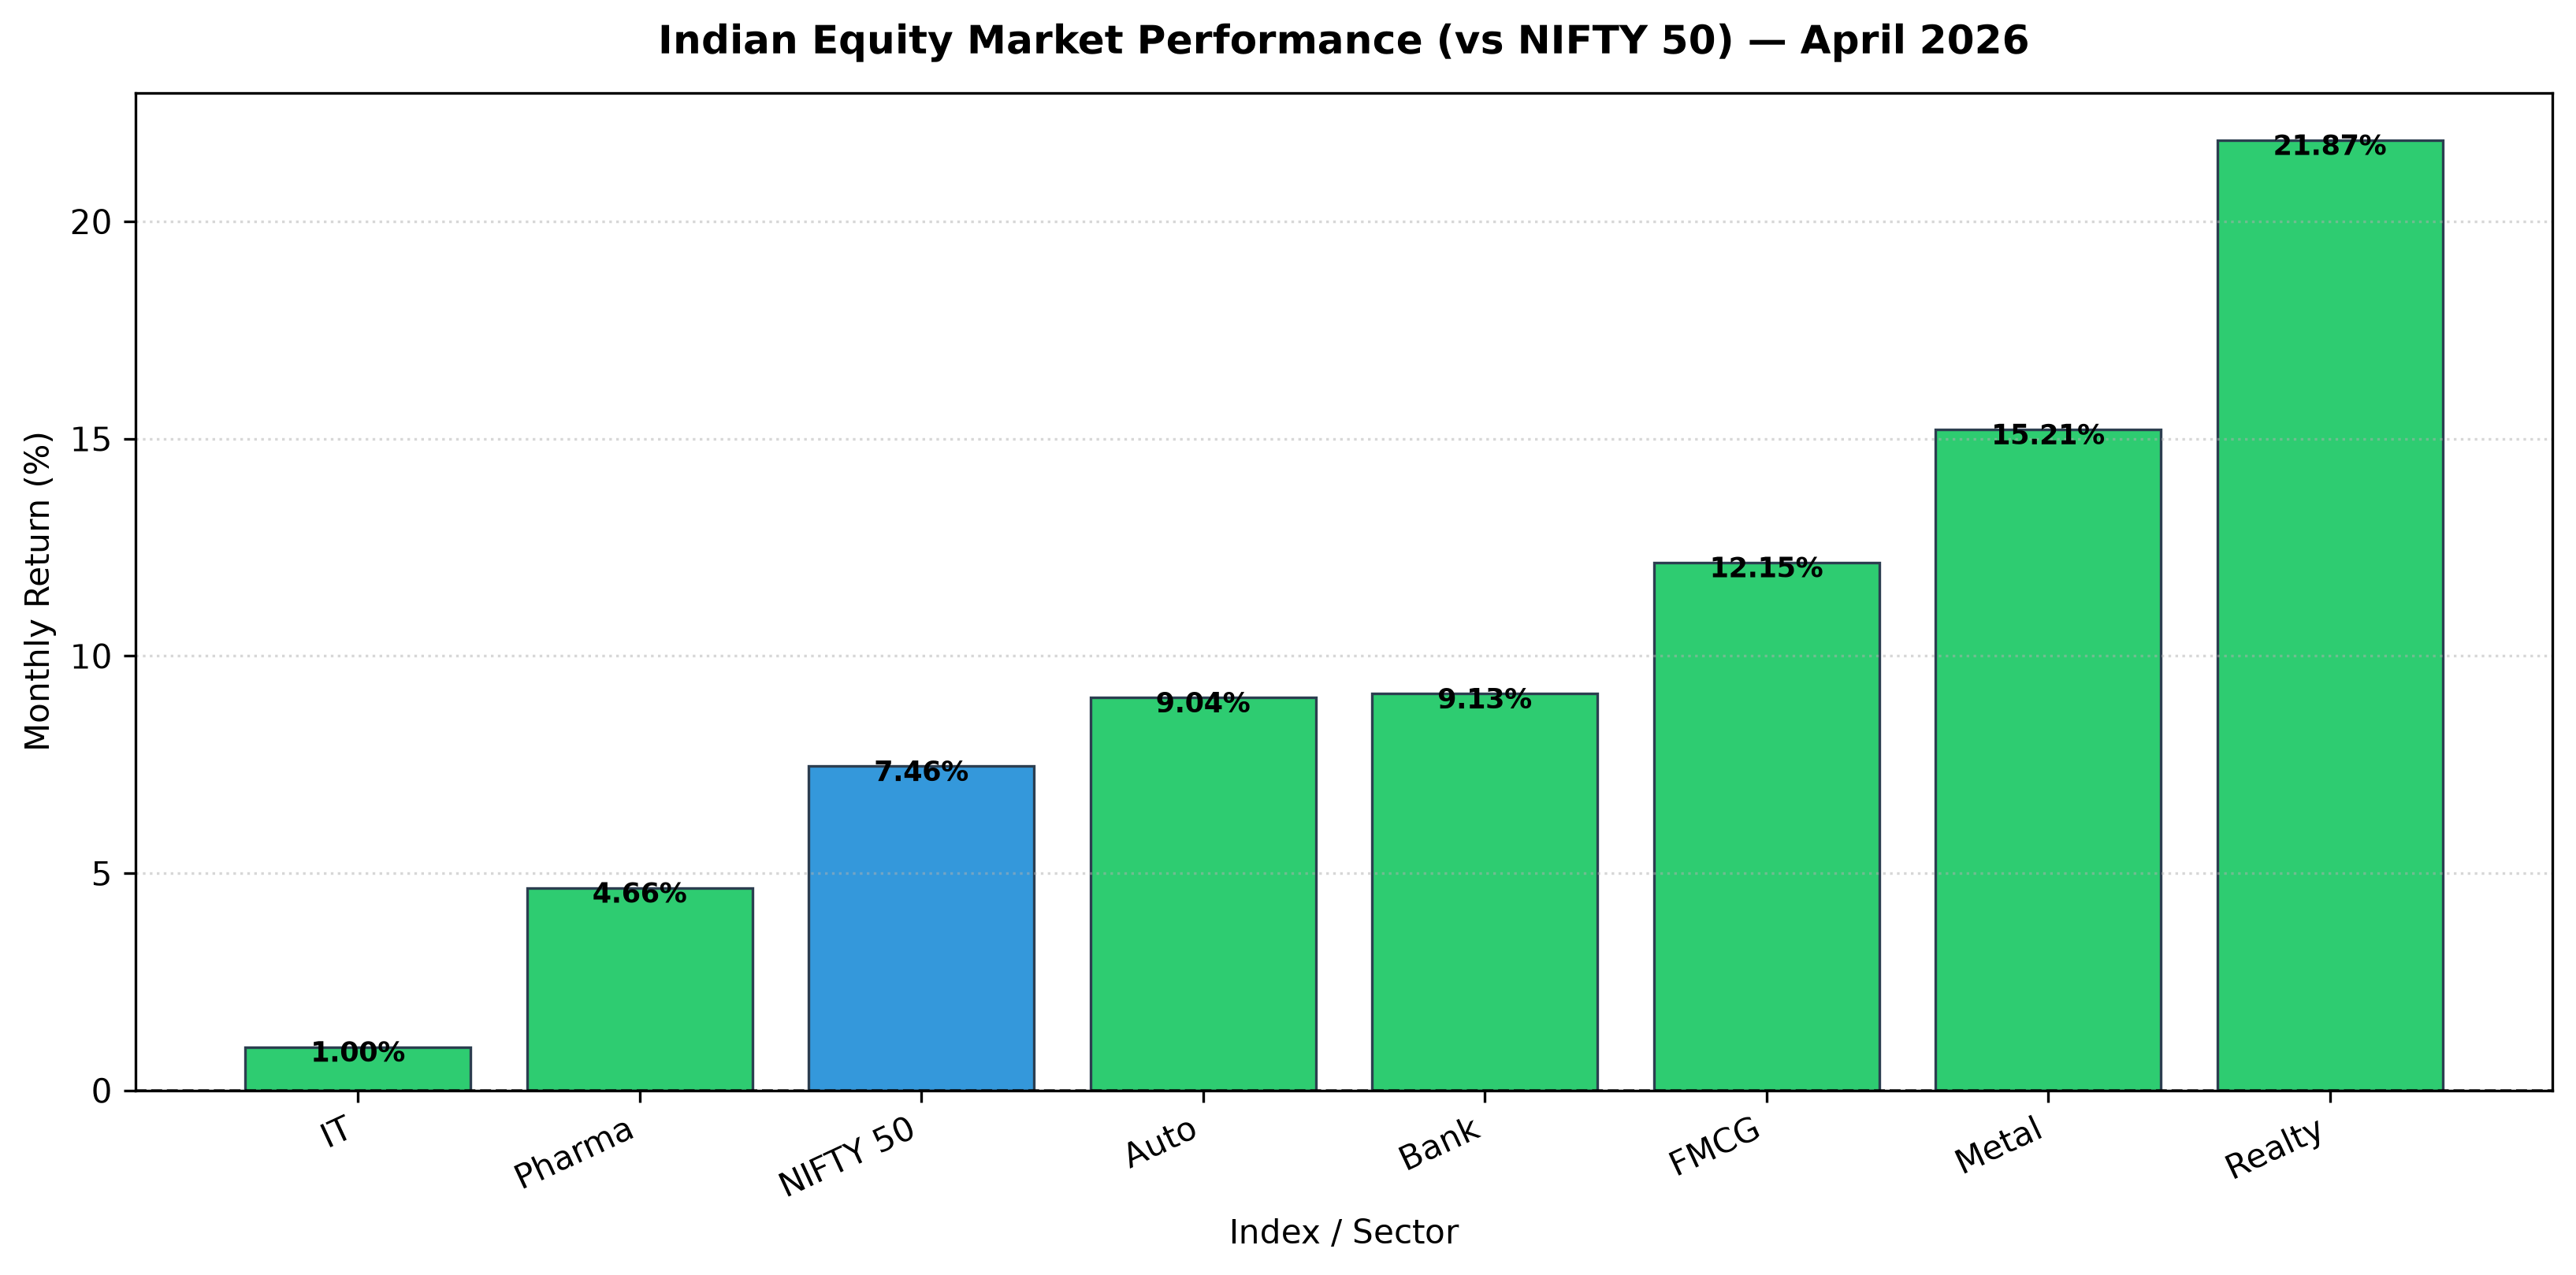 Indian Equity Market Performance (vs NIFTY 50) — April 2026
Monthly Return (%)
20
15
10
5
0
1.00%
4.66%
7.46%
9.04%
9.13%
12.15%
15.21%
21.87%
IT
Pharma
NIFTY 50
Auto
Bank
FMCG
Metal
Realty
Index / Sector